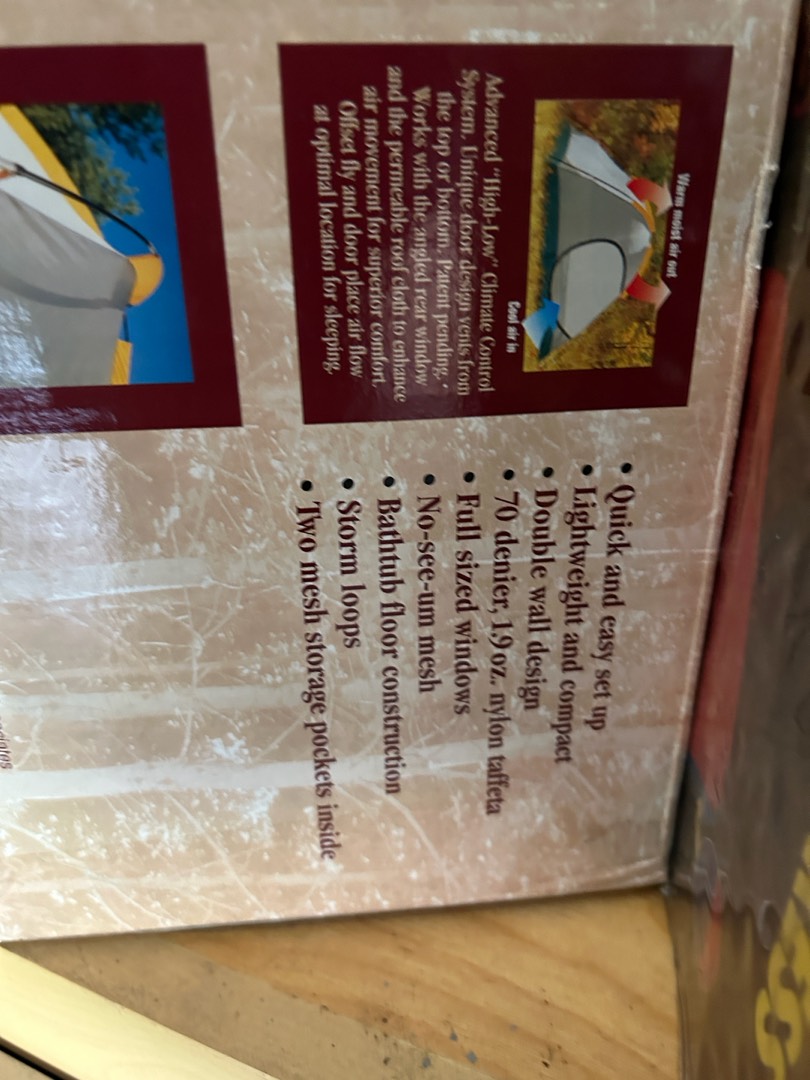 Warm moist air out
Cool air in
Advanced "High-Low" Climate Control
System. Unique door design vents from
the top or bottom. Patent pending.
Works with the angled rear window
and the permeable roof cloth to enhance
air movement for superior comfort.
Offset fly and door place air flow
at optimal location for sleeping.
• Quick and easy set up
• Lightweight and compact
• Double wall design
• 70 denier, 1.9 oz. nylon taffeta
• Full sized windows
• No-see-um mesh
• Bathtub floor construction
• Storm loops
• Two mesh storage pockets inside